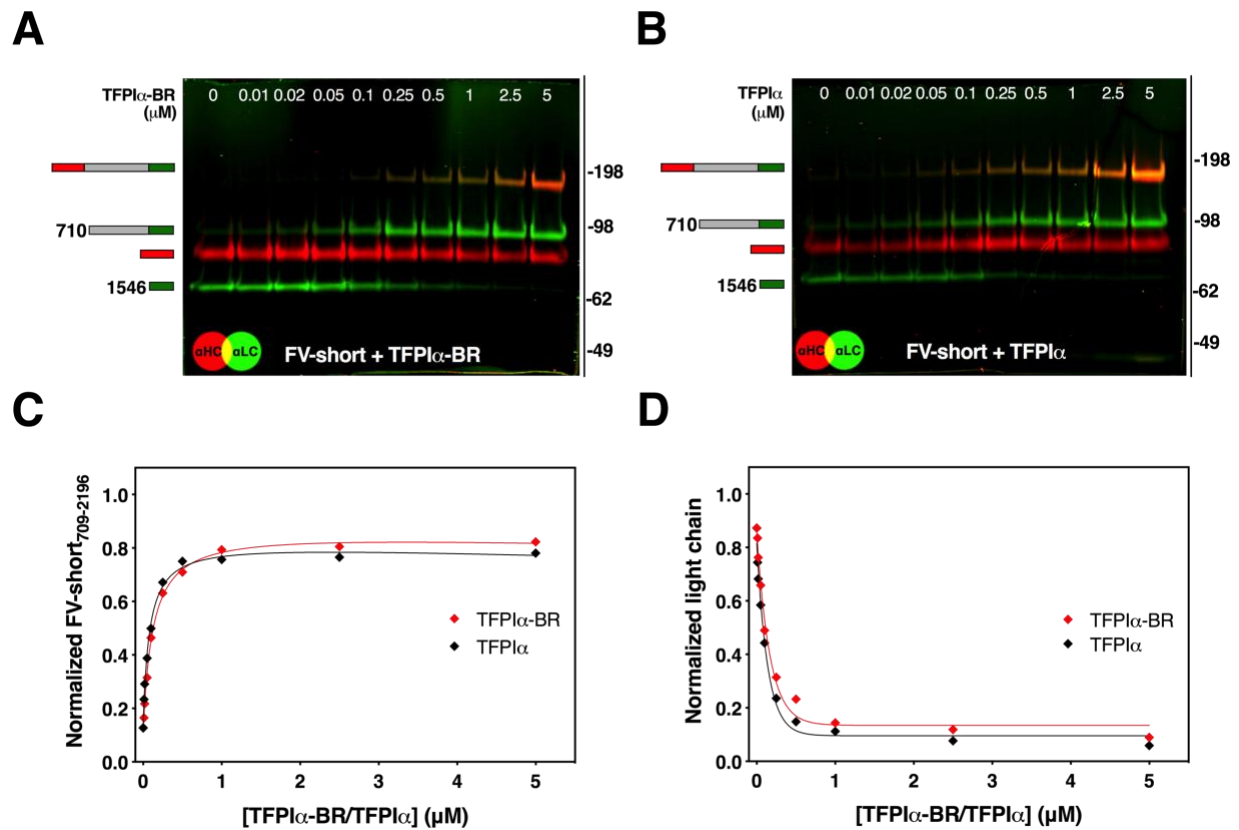 A
TFPIα-BR (μM)
0 0.01 0.02 0.05 0.1 0.25 0.5 1 2.5 5
-198
710
-98
1546
-62
-49
αHC αLC
FV-short + TFPIα-BR
B
TFPIα (μM)
0 0.01 0.02 0.05 0.1 0.25 0.5 1 2.5 5
-198
710
-98
1546
-62
-49
αHC αLC
FV-short + TFPIα
C
Normalized FV-short709-2196
1.0
0.8
0.6
0.4
0.2
0.0
TFPIα-BR
TFPIα
0 1 2 3 4 5
[TFPIα-BR/TFPIα] (μM)
D
Normalized light chain
1.0
0.8
0.6
0.4
0.2
0.0
TFPIα-BR
TFPIα
0 1 2 3 4 5
[TFPIα-BR/TFPIα] (μM)